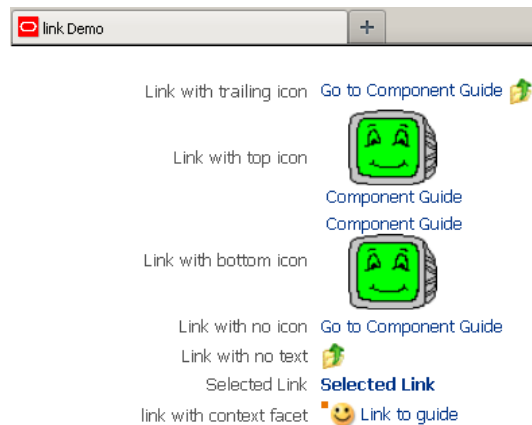 link Demo
Link with trailing icon Go to Component Guide
Link with top icon
Component Guide
Component Guide
Link with bottom icon
Link with no icon Go to Component Guide
Link with no text
Selected Link Selected Link
link with context facet Link to guide